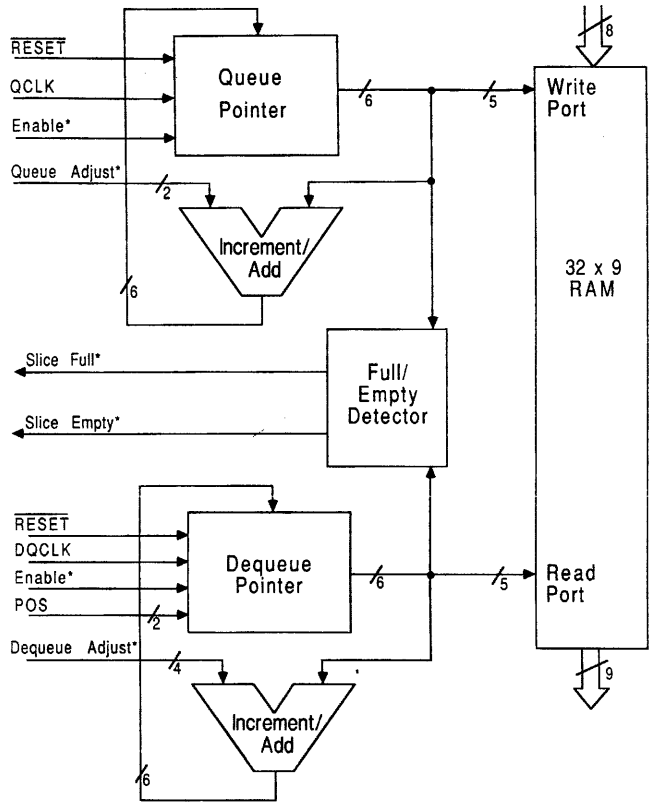 8
RESET
QCLK
Enable*
Queue Adjust*
2
Queue
Pointer
6
5
Write
Port
Increment/
Add
6
32 x 9
RAM
Slice Full*
Slice Empty*
Full/
Empty
Detector
RESET
DQCLK
Enable*
POS
2
Dequeue Adjust*
4
Dequeue
Pointer
6
5
Read
Port
Increment/
Add
6
9